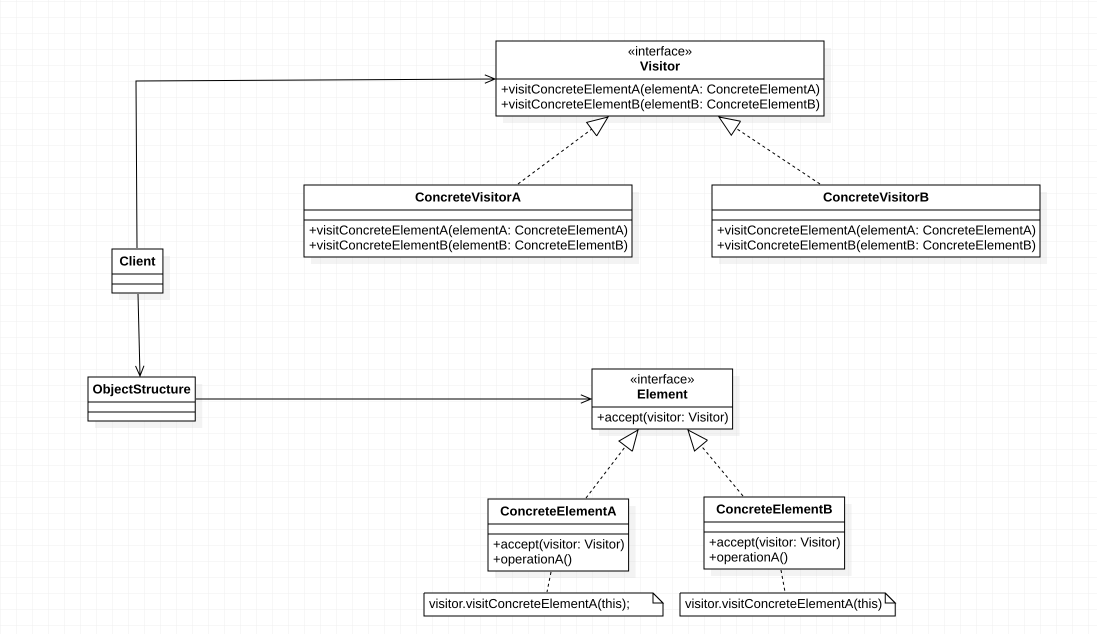 «interface»
Visitor
+visitConcreteElementA(elementA: ConcreteElementA)
+visitConcreteElementB(elementB: ConcreteElementB)
ConcreteVisitorA
+visitConcreteElementA(elementA: ConcreteElementA)
+visitConcreteElementB(elementB: ConcreteElementB)
ConcreteVisitorB
+visitConcreteElementA(elementA: ConcreteElementA)
+visitConcreteElementB(elementB: ConcreteElementB)
Client
ObjectStructure
«interface»
Element
+accept(visitor: Visitor)
ConcreteElementA
+accept(visitor: Visitor)
+operationA()
ConcreteElementB
+accept(visitor: Visitor)
+operationA()
visitor.visitConcreteElementA(this);
visitor.visitConcreteElementA(this)